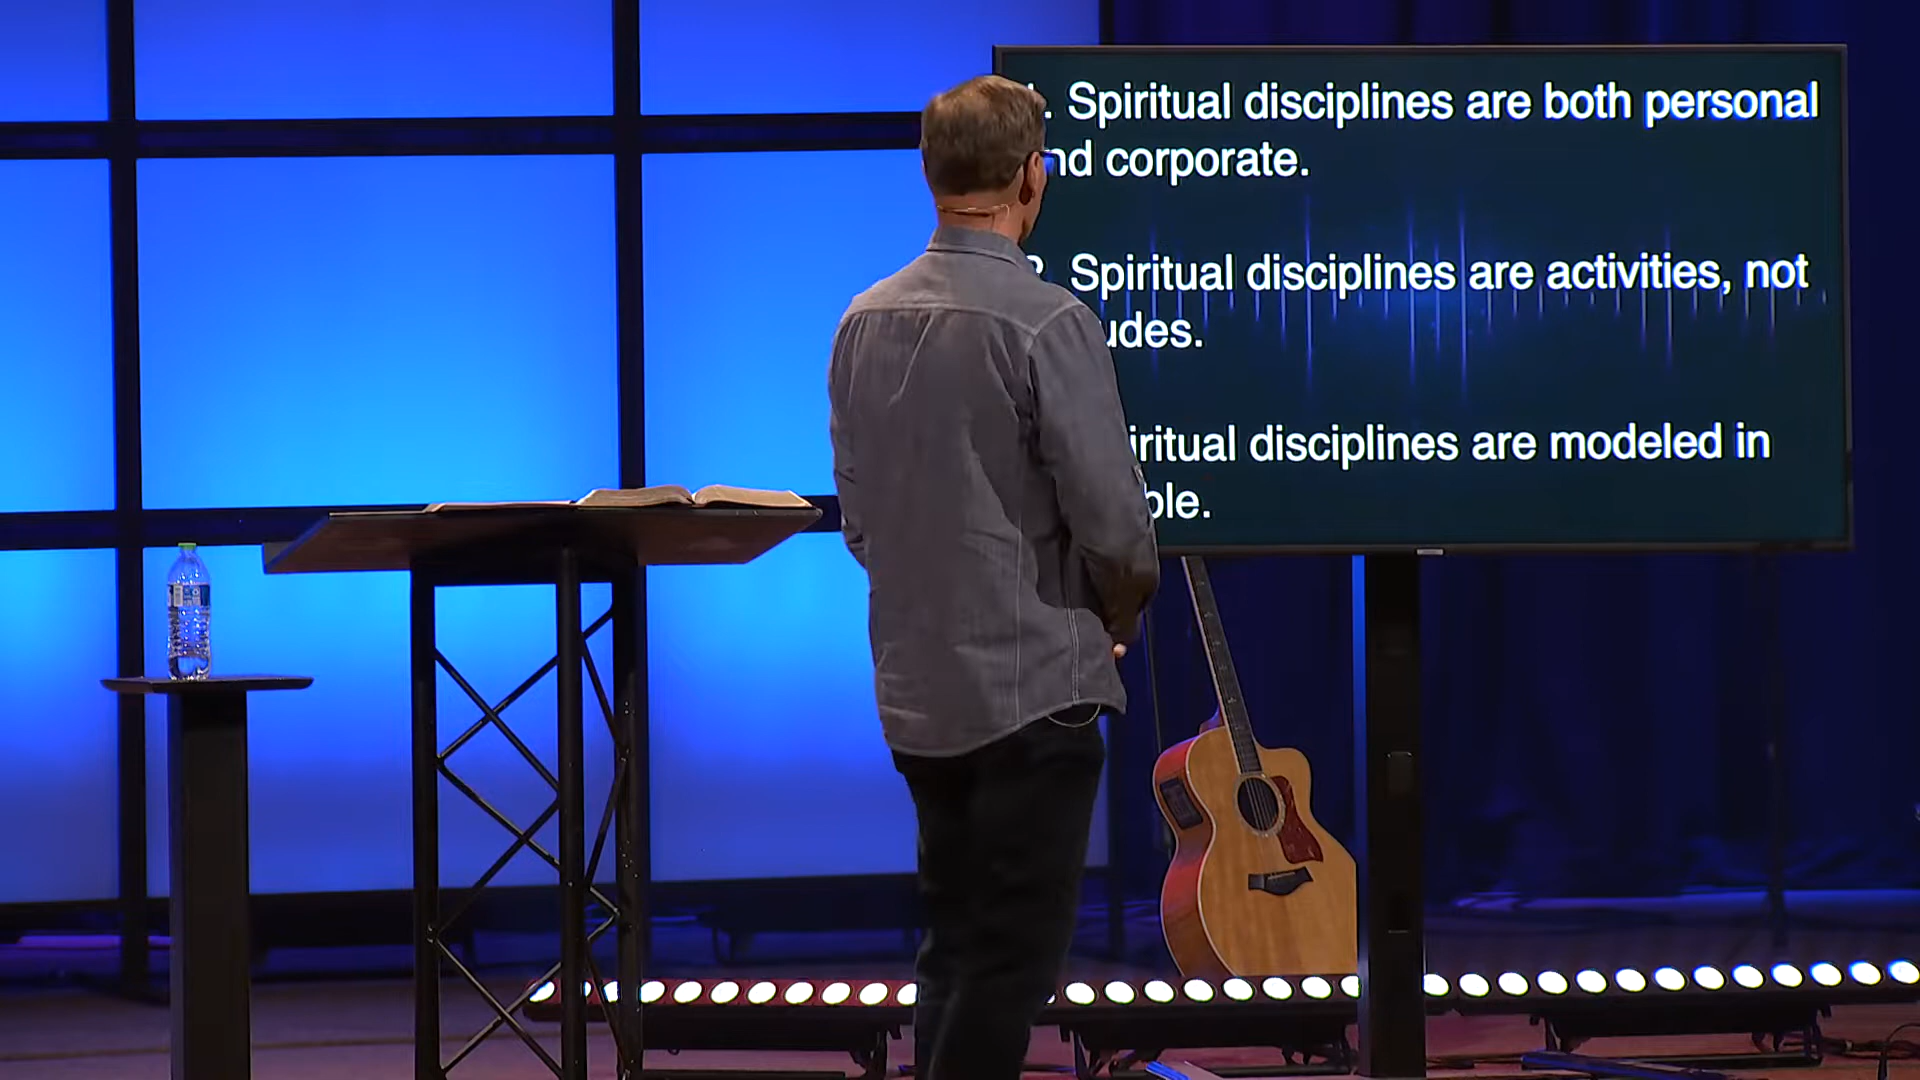 . Spiritual disciplines are both personal
nd corporate.
Spiritual disciplines are activities, not
udes.
iritual disciplines are modeled in
ble.